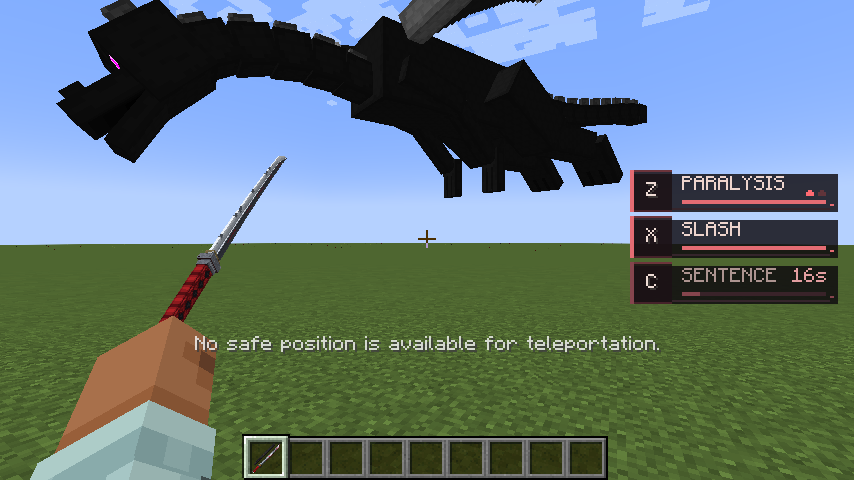 Z PARALYSIS
X SLASH
C SENTENCE 16s
No safe position is available for teleportation.